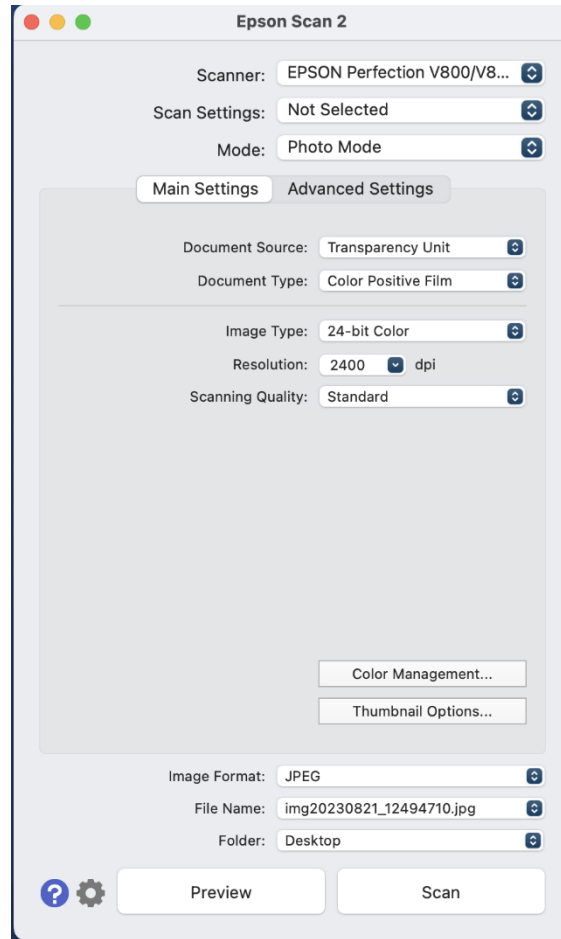 Epson Scan 2
Scanner: EPSON Perfection V800/V8...
Scan Settings: Not Selected
Mode: Photo Mode
Main Settings Advanced Settings
Document Source: Transparency Unit
Document Type: Color Positive Film
Image Type: 24-bit Color
Resolution: 2400 dpi
Scanning Quality: Standard
Color Management...
Thumbnail Options...
Image Format: JPEG
File Name: img20230821_12494710.jpg
Folder: Desktop
? Preview Scan